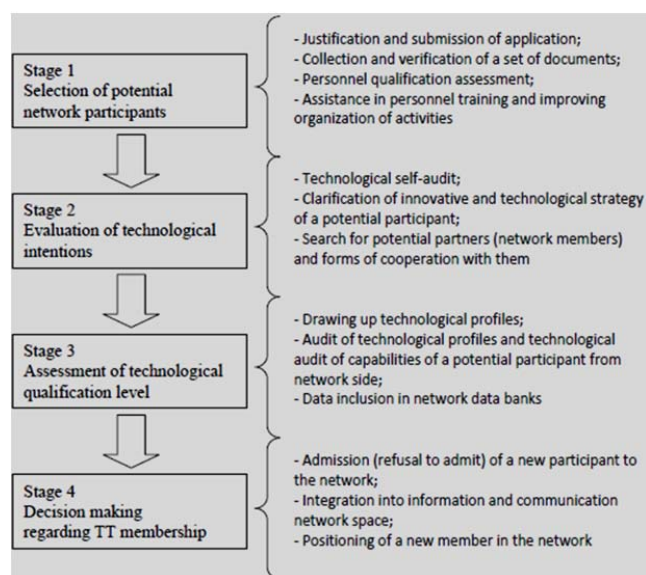 Stage 1
Selection of potential
network participants
- Justification and submission of application;
- Collection and verification of a set of documents;
- Personnel qualification assessment;
- Assistance in personnel training and improving
organization of activities
Stage 2
Evaluation of technological
intentions
- Technological self-audit;
- Clarification of innovative and technological strategy
of a potential participant;
- Search for potential partners (network members)
and forms of cooperation with them
Stage 3
Assessment of technological
qualification level
- Drawing up technological profiles;
- Audit of technological profiles and technological
audit of capabilities of a potential participant from
network side;
- Data inclusion in network data banks
Stage 4
Decision making
regarding TT membership
- Admission (refusal to admit) of a new participant to
the network;
- Integration into information and communication
network space;
- Positioning of a new member in the network